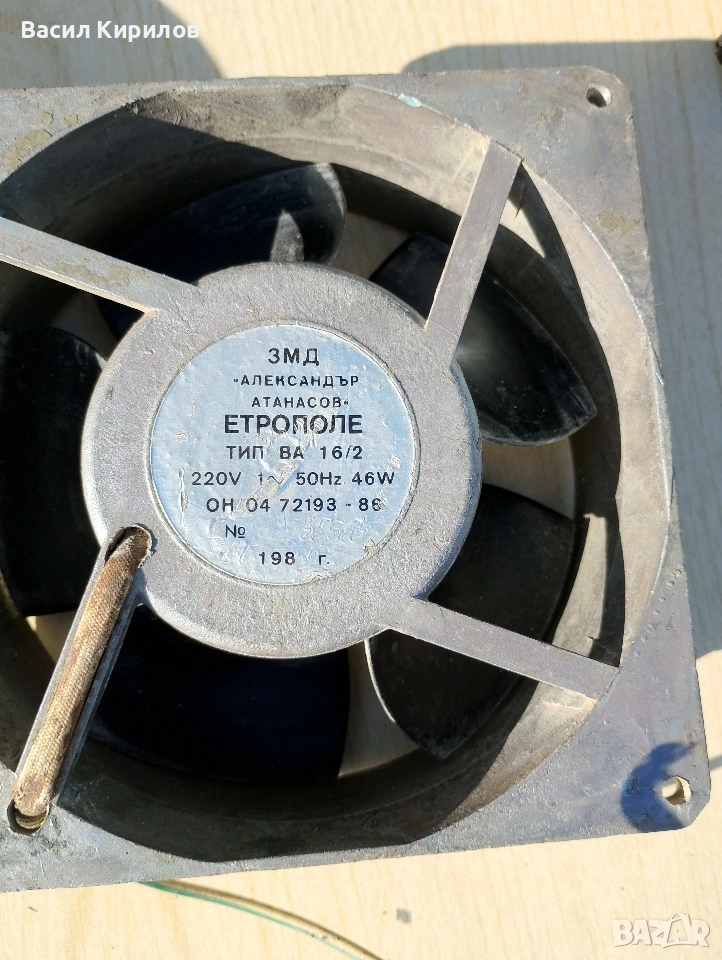 Васил Кирилов
ЗМД
"АЛЕКСАНДЪР
АТАНАСОВ"
ЕТРОПОЛЕ
ТИП ВА 16/2
220V 1~ 50Hz 46W
ОН 04 72193 - 86
№
198 г.
BAZAR